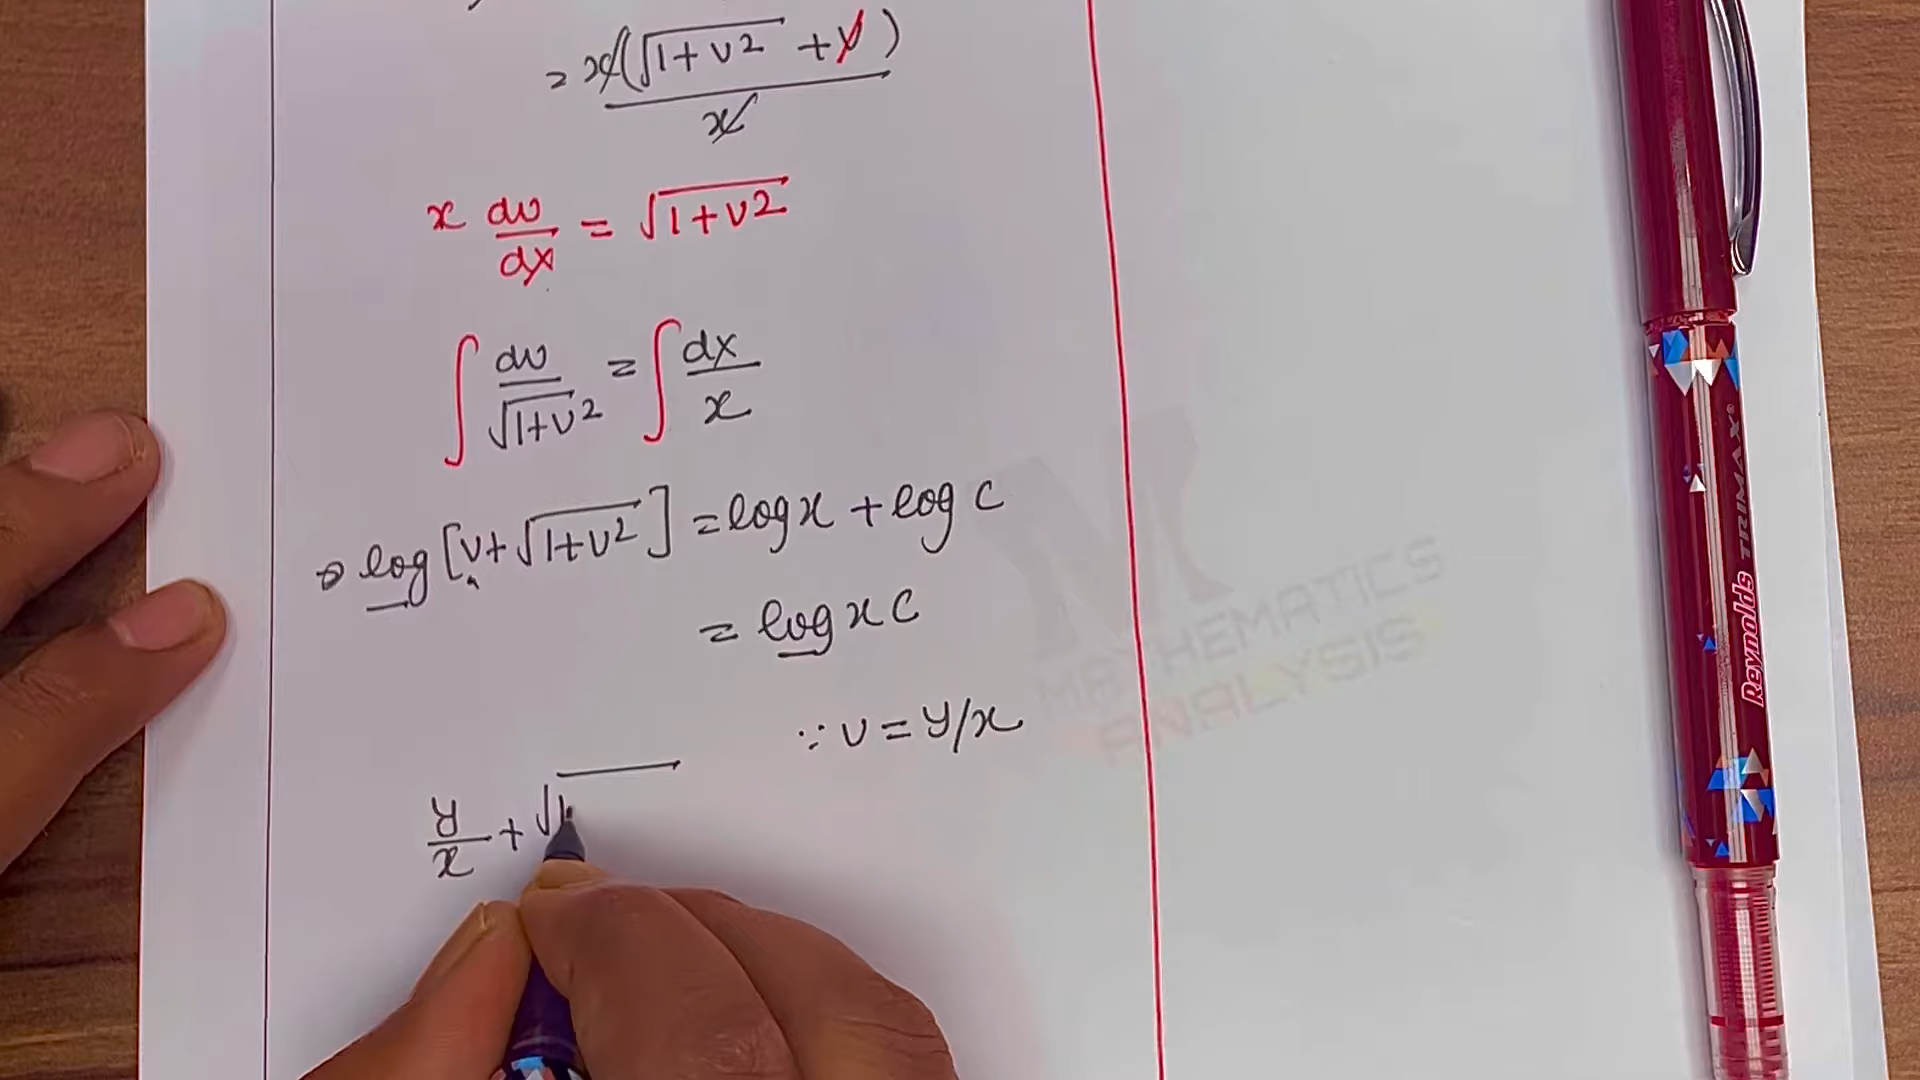 = x(√1+v2 + v)
x
x dv/dx = √1+v2
∫ dv/√1+v2 = ∫ dx/x
⇒ log [v+√1+v2] = log x + log c
= log x c
∵ v = y/x
y/x + √1
MATHEMATICS
ANALYSIS
Reynolds TRIMAX®